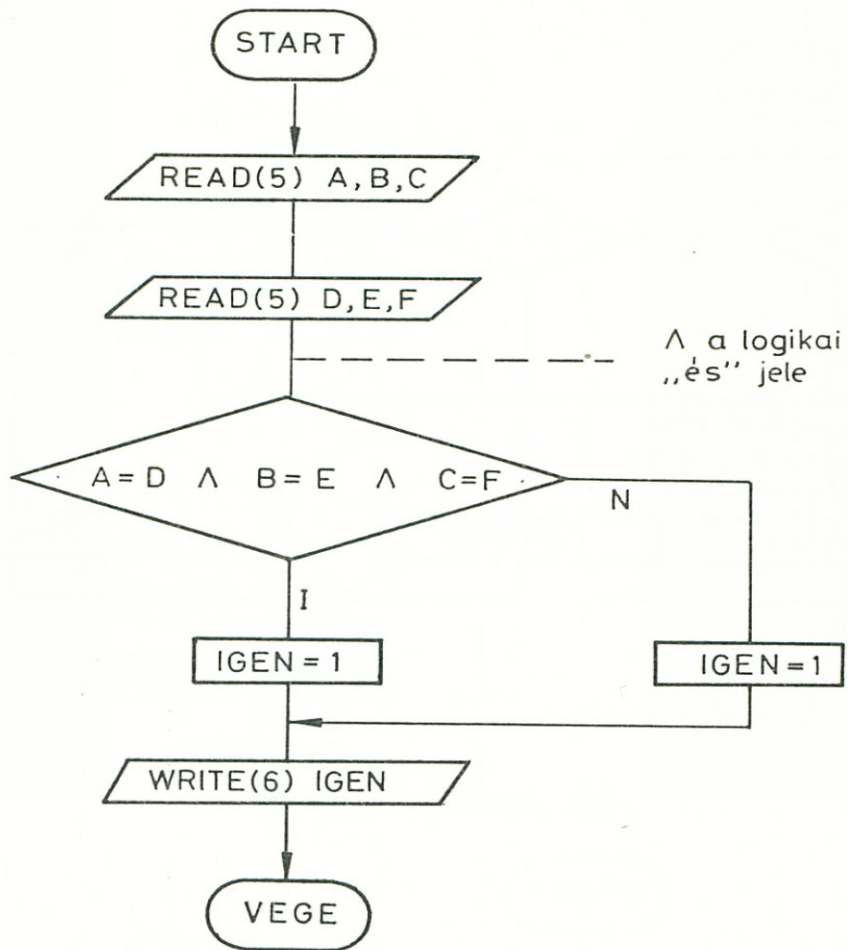 START
READ(5) A,B,C
READ(5) D,E,F
Λ a logikai
„és” jele
A=D Λ B=E Λ C=F
N
I
IGEN=1
IGEN=1
WRITE(6) IGEN
VEGE